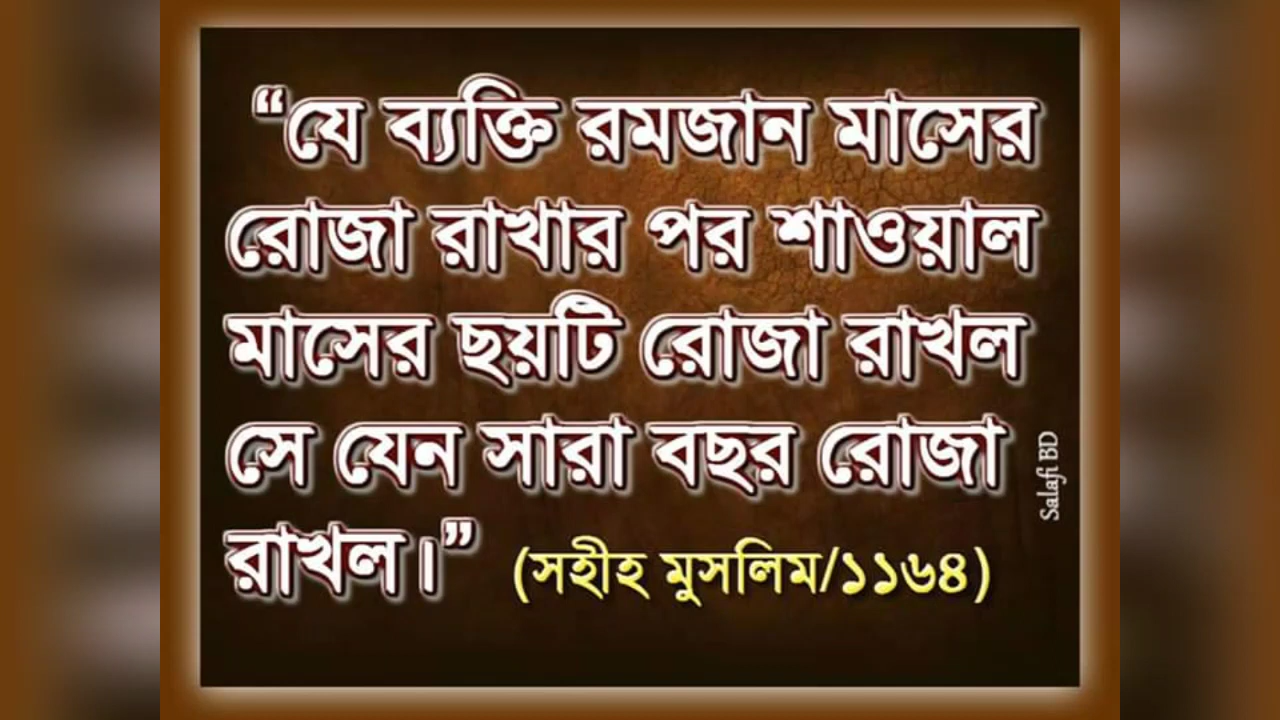 “যে ব্যক্তি রমজান মাসের
রোজা রাখার পর শাওয়াল
মাসের ছয়টি রোজা রাখল
সে যেন সারা বছর রোজা
রাখল।” (সহীহ মুসলিম/১১৬৪)
Salafi BD